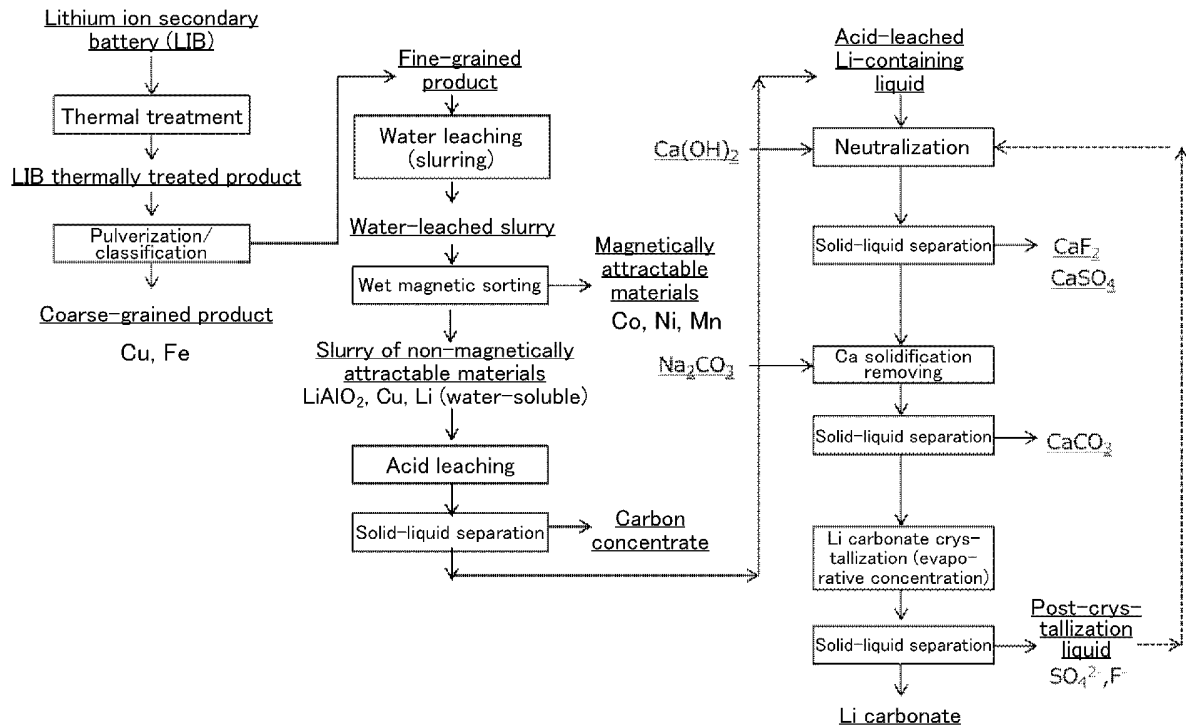 Lithium ion secondary
battery (LIB)
Thermal treatment
LIB thermally treated product
Pulverization/
classification
Coarse-grained product
Cu, Fe
Fine-grained
product
Water leaching
(slurring)
Water-leached slurry
Wet magnetic sorting
Magnetically
attractable
materials
Co, Ni, Mn
Slurry of non-magnetically
attractable materials
LiAlO₂, Cu, Li (water-soluble)
Acid leaching
Solid-liquid separation
Carbon
concentrate
Acid-leached
Li-containing
liquid
Ca(OH)₂
Neutralization
Solid-liquid separation
CaF₂
CaSO₄
Na₂CO₃
Ca solidification
removing
Solid-liquid separation
CaCO₃
Li carbonate crys-
tallization (evapo-
rative concentration)
Solid-liquid separation
Post-crys-
tallization
liquid
SO₄²⁻,F⁻
Li carbonate